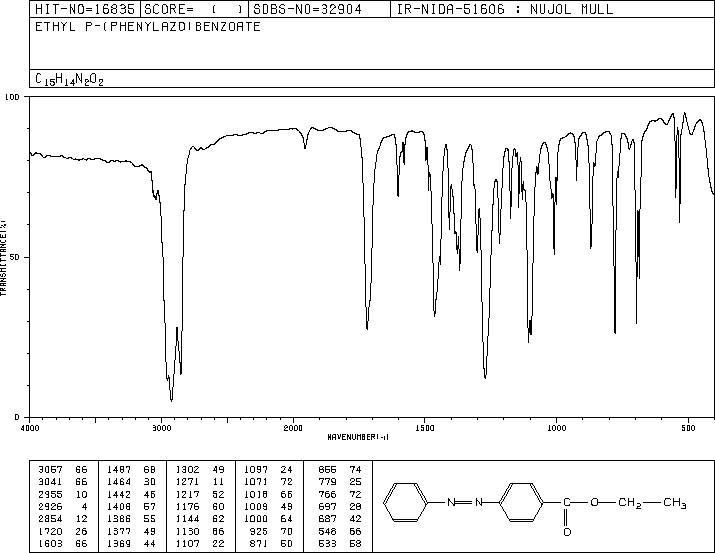 HIT-NO=16835 SCORE= ( ) SDBS-NO=32904 IR-NIDA-51606 : NUJOL MULL
ETHYL P-(PHENYLAZO)BENZOATE
C15H14N2O2
100
50
0
TRANSMITTANCE(%)
4000 3000 2000 1500 1000 500
WAVENUMBER(-1)
3067 66 1487 68 1302 49 1097 24 866 74
3041 66 1464 30 1271 11 1071 72 779 25
2955 10 1442 46 1217 52 1018 66 766 72
2926 4 1408 57 1176 60 1009 49 697 28
2854 12 1386 55 1144 62 1000 64 687 42
1720 26 1377 49 1130 66 925 70 548 66
1603 66 1369 44 1107 22 871 50 533 58
N=N C-O-CH2-CH3
O